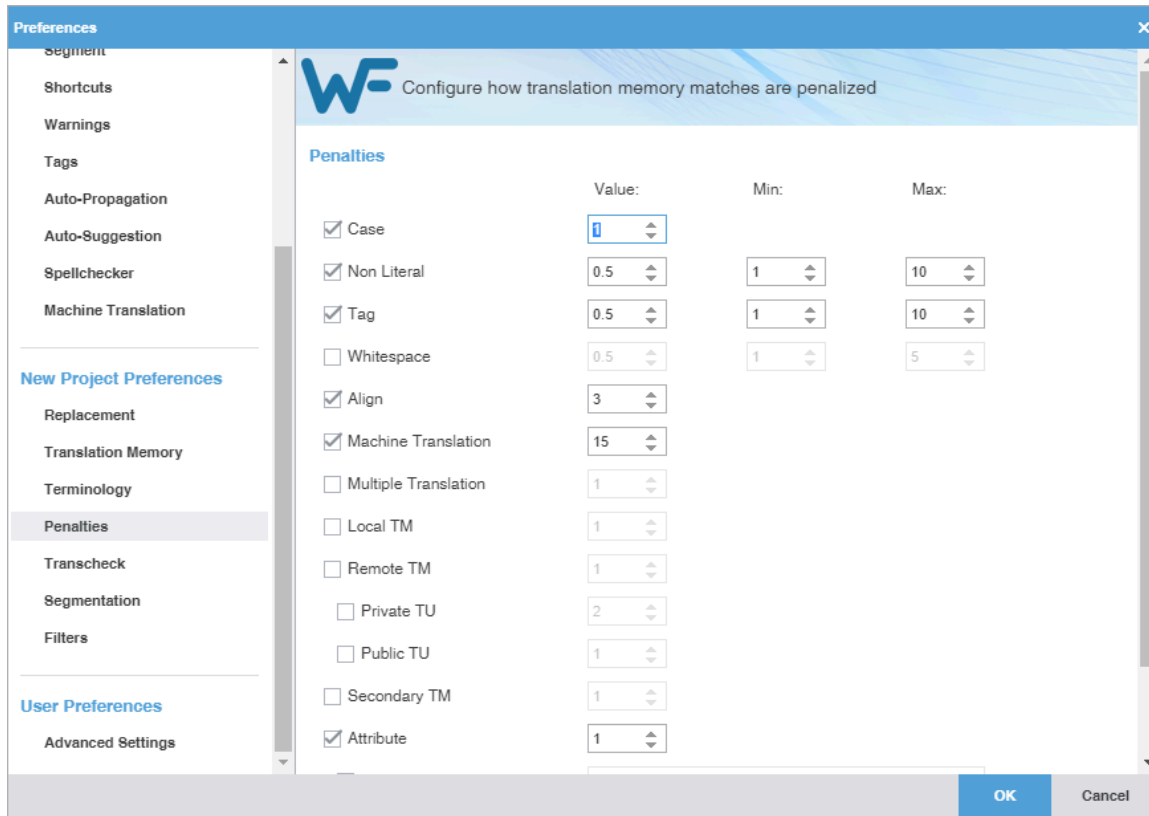 Preferences
Segment
Shortcuts
Warnings
Tags
Auto-Propagation
Auto-Suggestion
Spellchecker
Machine Translation
New Project Preferences
Replacement
Translation Memory
Terminology
Penalties
Transcheck
Segmentation
Filters
User Preferences
Advanced Settings
WF Configure how translation memory matches are penalized
Penalties
Value: Min: Max:
Case 1
Non Literal 0.5 1 10
Tag 0.5 1 10
Whitespace 0.5 1 5
Align 3
Machine Translation 15
Multiple Translation 1
Local TM 1
Remote TM 1
Private TU 2
Public TU 1
Secondary TM 1
Attribute 1
OK Cancel